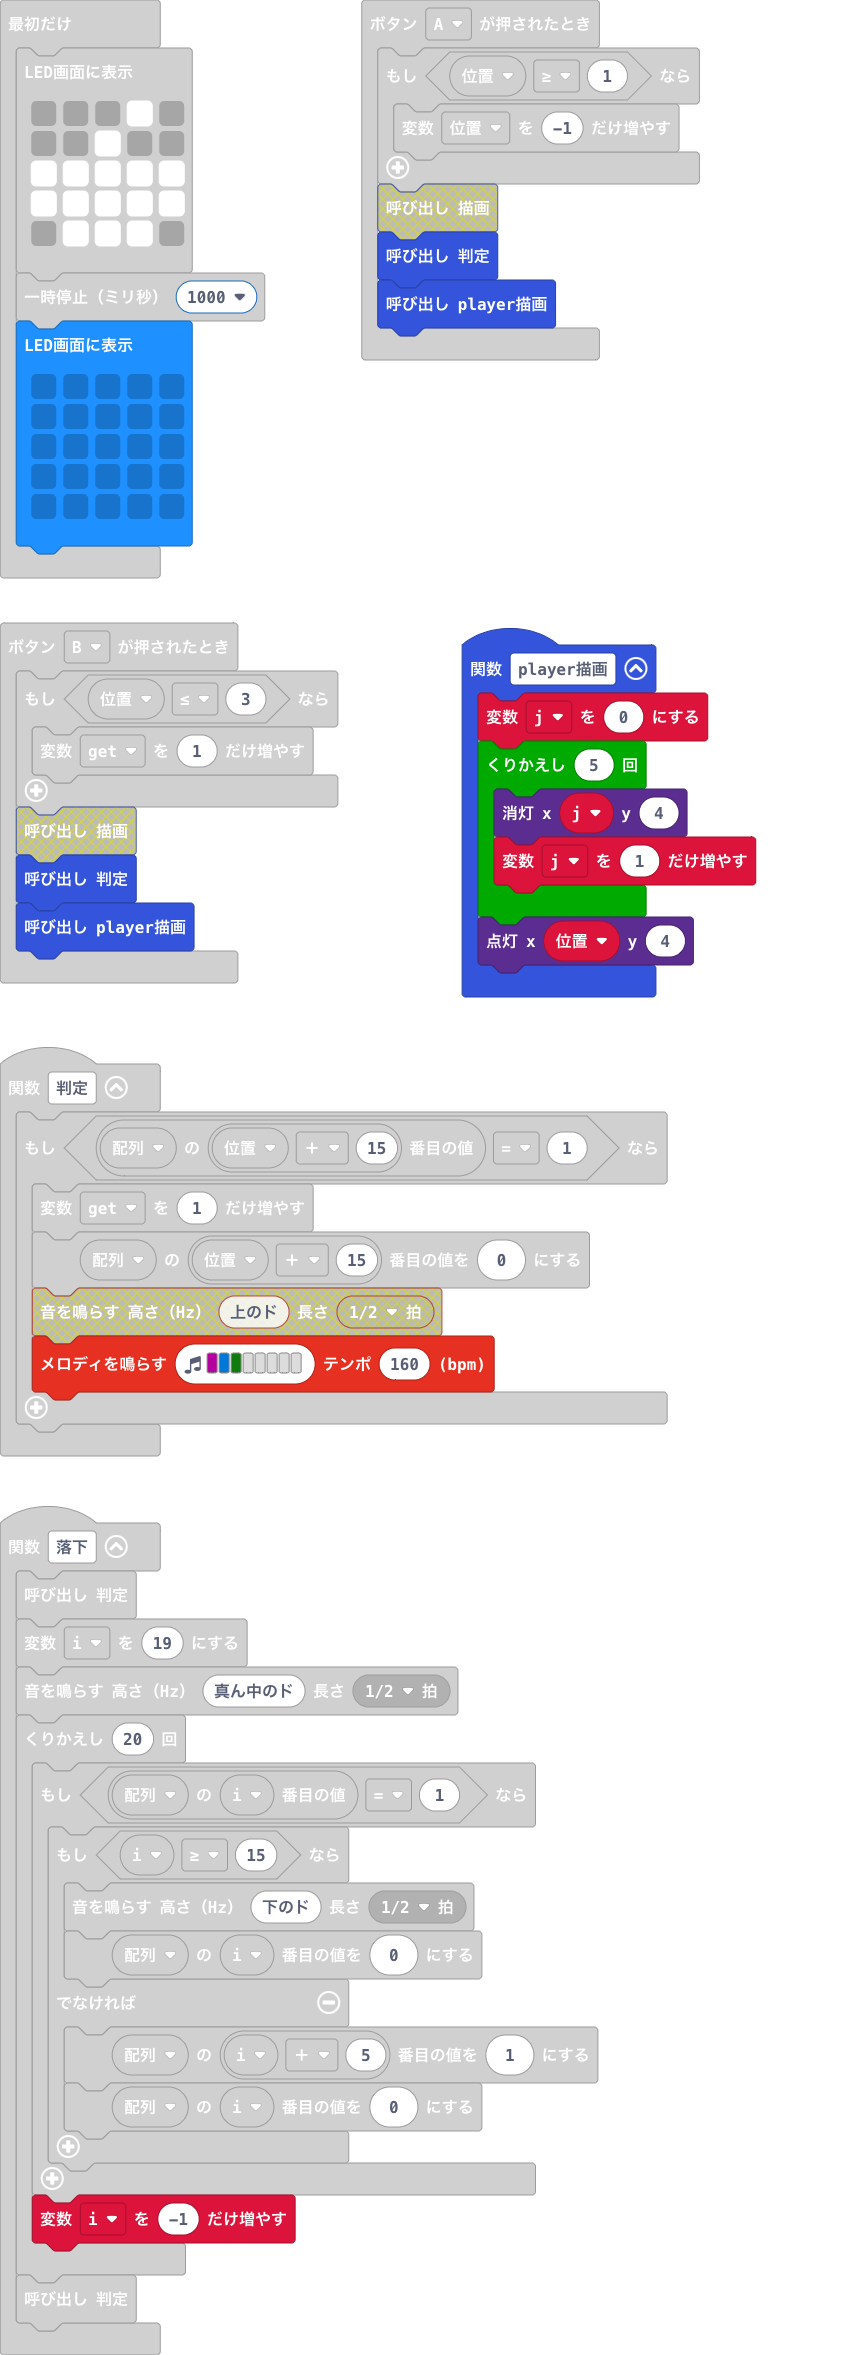 最初だけ
LED画面に表示
一時停止（ミリ秒） 1000
LED画面に表示
ボタン A が押されたとき
もし 位置 ≥ 1 なら
変数 位置 を -1 だけ増やす
呼び出し 描画
呼び出し 判定
呼び出し player描画
ボタン B が押されたとき
もし 位置 ≤ 3 なら
変数 get を 1 だけ増やす
呼び出し 描画
呼び出し 判定
呼び出し player描画
関数 player描画
変数 j を 0 にする
くりかえし 5 回
消灯 x j y 4
変数 j を 1 だけ増やす
点灯 x 位置 y 4
関数 判定
もし 配列 の 位置 + 15 番目の値 = 1 なら
変数 get を 1 だけ増やす
配列 の 位置 + 15 番目の値を 0 にする
音を鳴らす 高さ（Hz） 上のド 長さ 1/2 拍
メロディを鳴らす テンポ 160 (bpm)
関数 落下
呼び出し 判定
変数 i を 19 にする
音を鳴らす 高さ（Hz） 真ん中のド 長さ 1/2 拍
くりかえし 20 回
もし 配列 の i 番目の値 = 1 なら
もし i ≥ 15 なら
音を鳴らす 高さ（Hz） 下のド 長さ 1/2 拍
配列 の i 番目の値を 0 にする
でなければ
配列 の i + 5 番目の値を 1 にする
配列 の i 番目の値を 0 にする
変数 i を -1 だけ増やす
呼び出し 判定